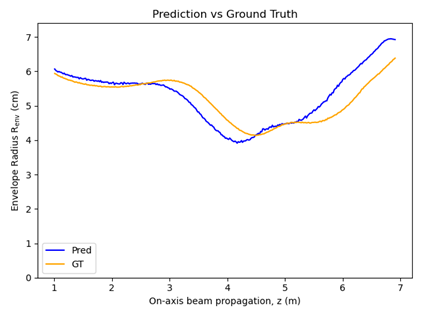 Prediction vs Ground Truth
Envelope Radius Renv (cm)
7
6
5
4
3
2
1
0
Pred
GT
1 2 3 4 5 6 7
On-axis beam propagation, z (m)